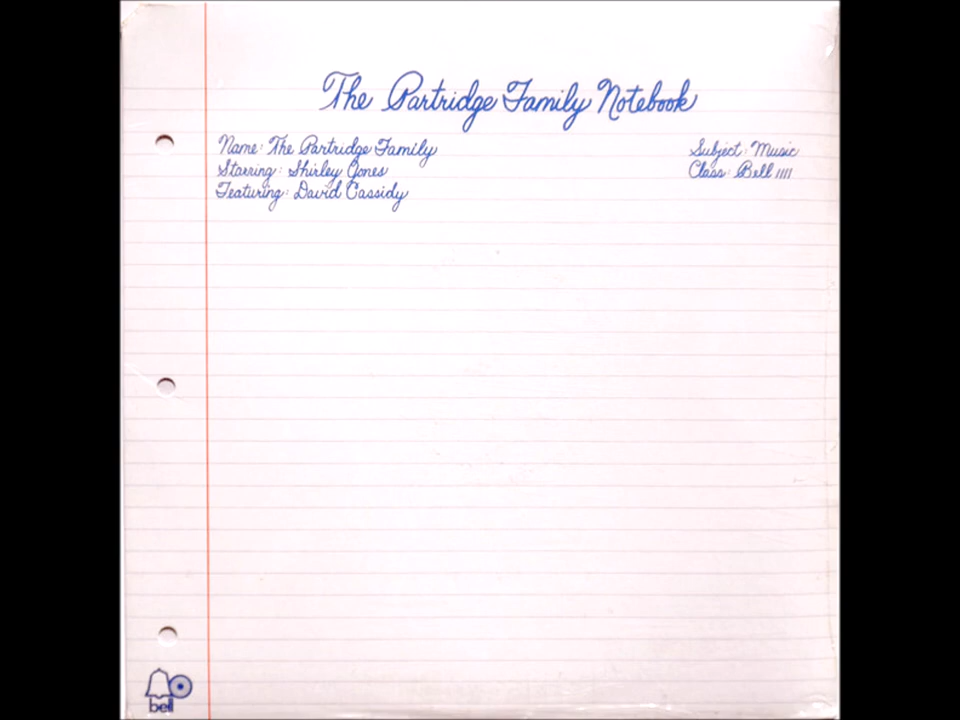 The Partridge Family Notebook
Name: The Partridge Family
Starring: Shirley Jones
Featuring: David Cassidy
Subject: Music
Class: Bell 1111
bell